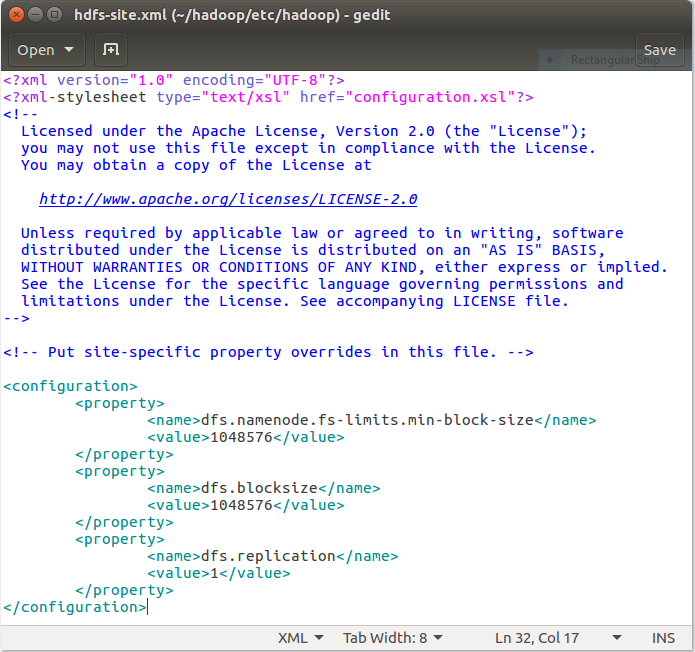 hdfs-site.xml (~/hadoop/etc/hadoop) - gedit
Open
Rectangular Snip
Save
<?xml version="1.0" encoding="UTF-8"?>
<?xml-stylesheet type="text/xsl" href="configuration.xsl"?>
<!--
  Licensed under the Apache License, Version 2.0 (the "License");
  you may not use this file except in compliance with the License.
  You may obtain a copy of the License at

    http://www.apache.org/licenses/LICENSE-2.0

  Unless required by applicable law or agreed to in writing, software
  distributed under the License is distributed on an "AS IS" BASIS,
  WITHOUT WARRANTIES OR CONDITIONS OF ANY KIND, either express or implied.
  See the License for the specific language governing permissions and
  limitations under the License. See accompanying LICENSE file.
-->

<!-- Put site-specific property overrides in this file. -->

<configuration>
        <property>
                <name>dfs.namenode.fs-limits.min-block-size</name>
                <value>1048576</value>
        </property>
        <property>
                <name>dfs.blocksize</name>
                <value>1048576</value>
        </property>
        <property>
                <name>dfs.replication</name>
                <value>1</value>
        </property>
</configuration>
XML Tab Width: 8 Ln 32, Col 17 INS